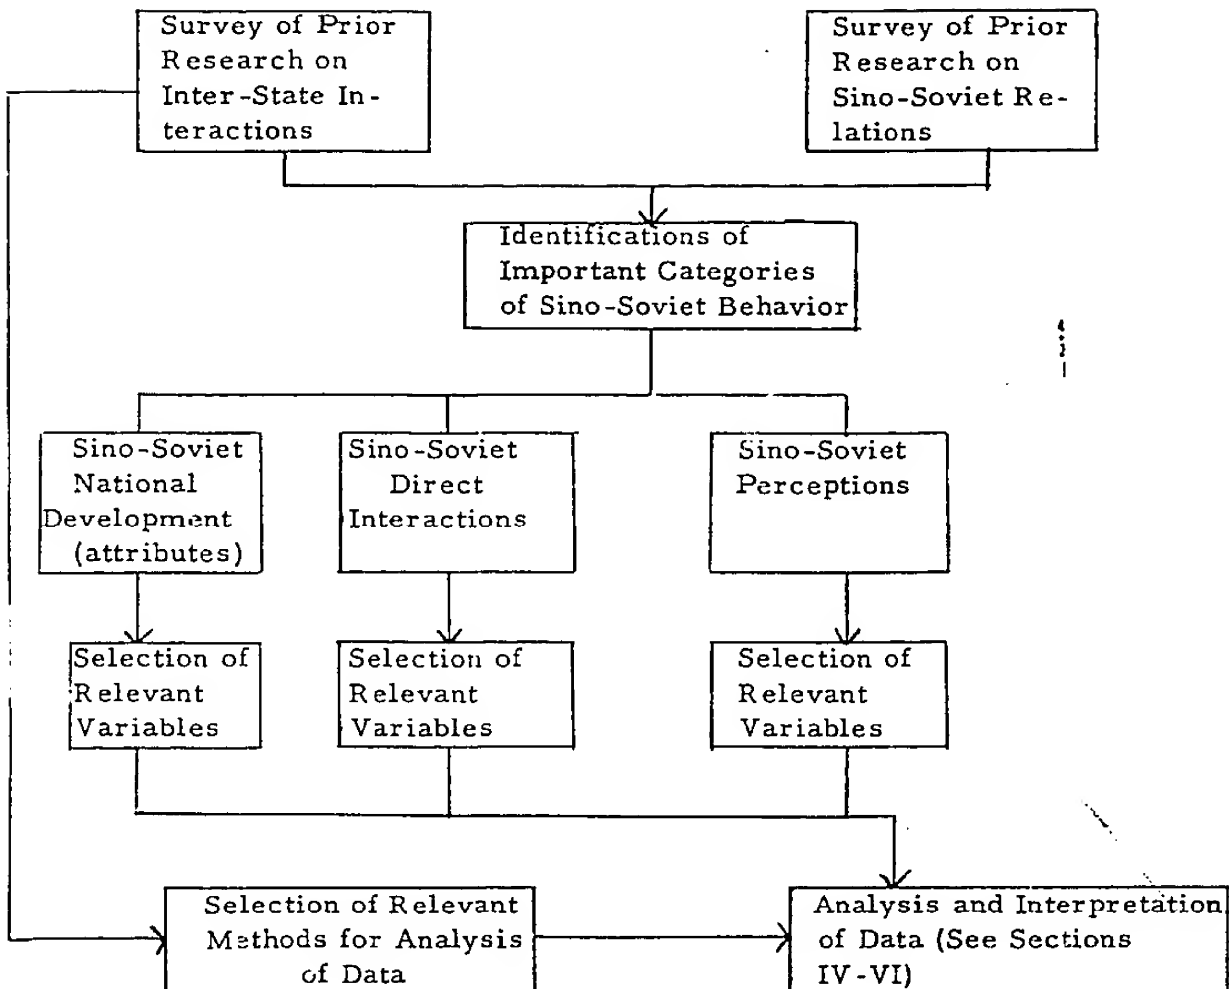 Survey of Prior
Research on
Inter-State In-
teractions
Survey of Prior
Research on
Sino-Soviet Re-
lations
Identifications of
Important Categories
of Sino-Soviet Behavior
Sino-Soviet
National
Development
(attributes)
Sino-Soviet
Direct
Interactions
Sino-Soviet
Perceptions
Selection of
Relevant
Variables
Selection of
Relevant
Variables
Selection of
Relevant
Variables
Selection of Relevant
Methods for Analysis
of Data
Analysis and Interpretation
of Data (See Sections
IV-VI)